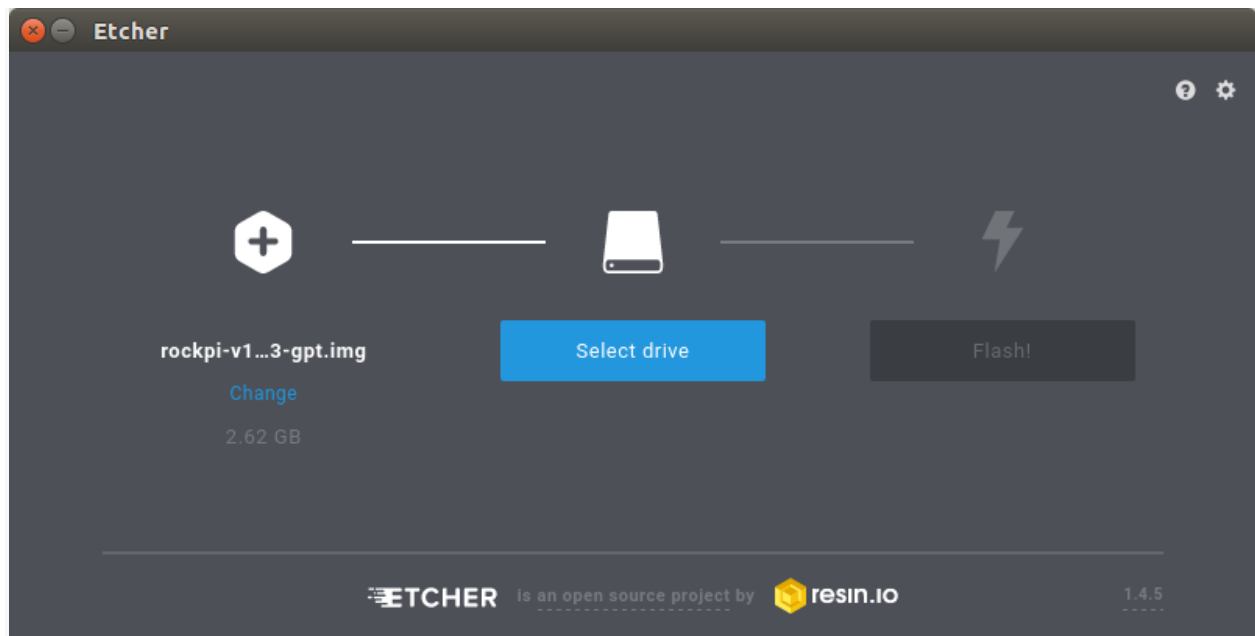 Etcher
rockpi-v1...3-gpt.img
Select drive
Flash!
Change
2.62 GB
ETCHER is an open source project by resin.io 1.4.5